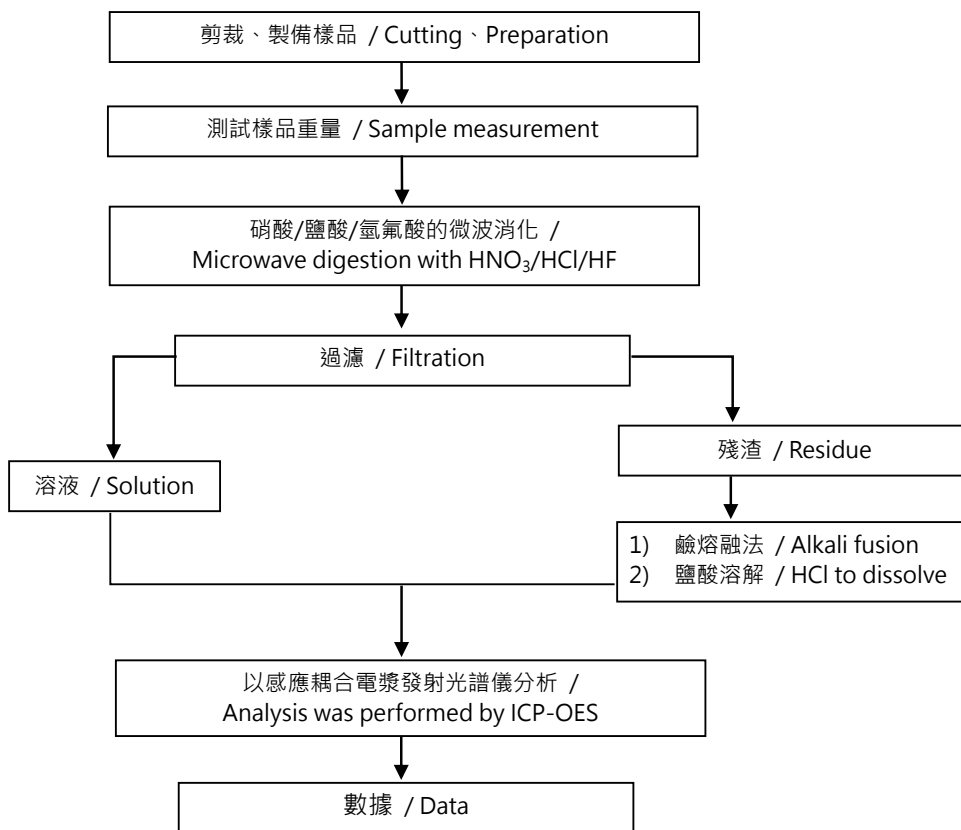 剪裁、製備樣品 / Cutting、Preparation
測試樣品重量 / Sample measurement
硝酸/鹽酸/氫氟酸的微波消化 /
Microwave digestion with HNO₃/HCl/HF
過濾 / Filtration
溶液 / Solution
殘渣 / Residue
1) 鹼熔融法 / Alkali fusion
2) 鹽酸溶解 / HCl to dissolve
以感應耦合電漿發射光譜儀分析 /
Analysis was performed by ICP-OES
數據 / Data